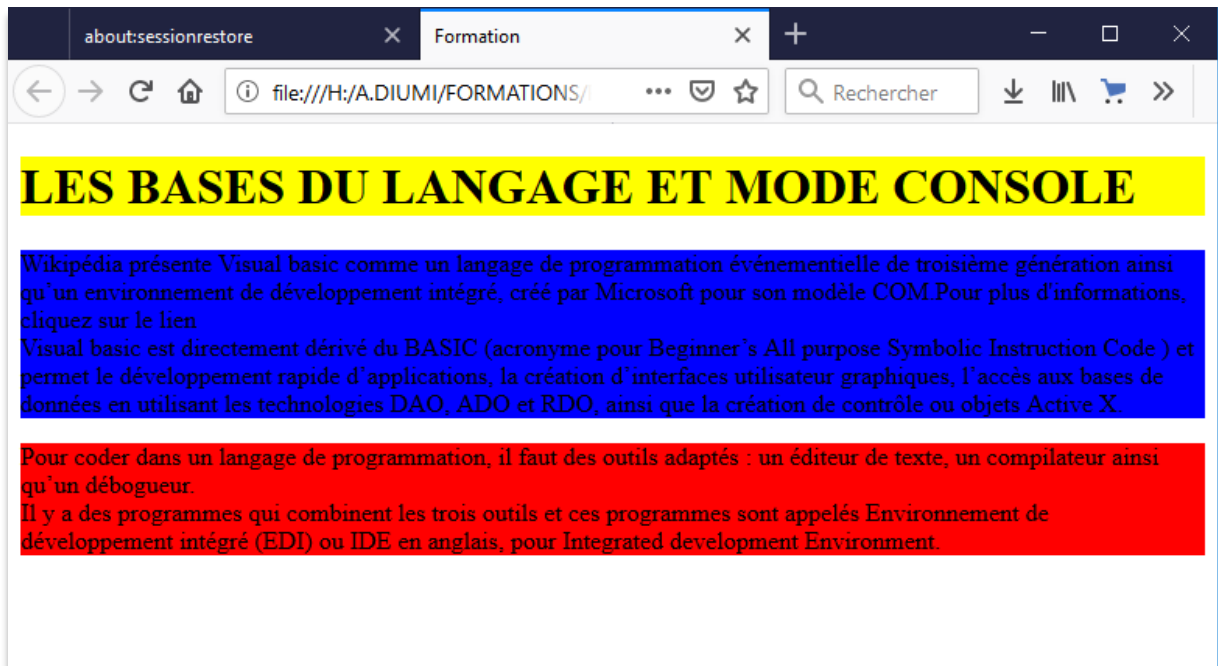 about:sessionrestore
Formation
file:///H:/A.DIUMI/FORMATIONS/
Rechercher
LES BASES DU LANGAGE ET MODE CONSOLE
Wikipédia présente Visual basic comme un langage de programmation événementielle de troisième génération ainsi
qu’un environnement de développement intégré, créé par Microsoft pour son modèle COM.Pour plus d'informations,
cliquez sur le lien
Visual basic est directement dérivé du BASIC (acronyme pour Beginner’s All purpose Symbolic Instruction Code ) et
permet le développement rapide d’applications, la création d’interfaces utilisateur graphiques, l’accès aux bases de
données en utilisant les technologies DAO, ADO et RDO, ainsi que la création de contrôle ou objets Active X.
Pour coder dans un langage de programmation, il faut des outils adaptés : un éditeur de texte, un compilateur ainsi
qu’un débogueur.
Il y a des programmes qui combinent les trois outils et ces programmes sont appelés Environnement de
développement intégré (EDI) ou IDE en anglais, pour Integrated development Environment.